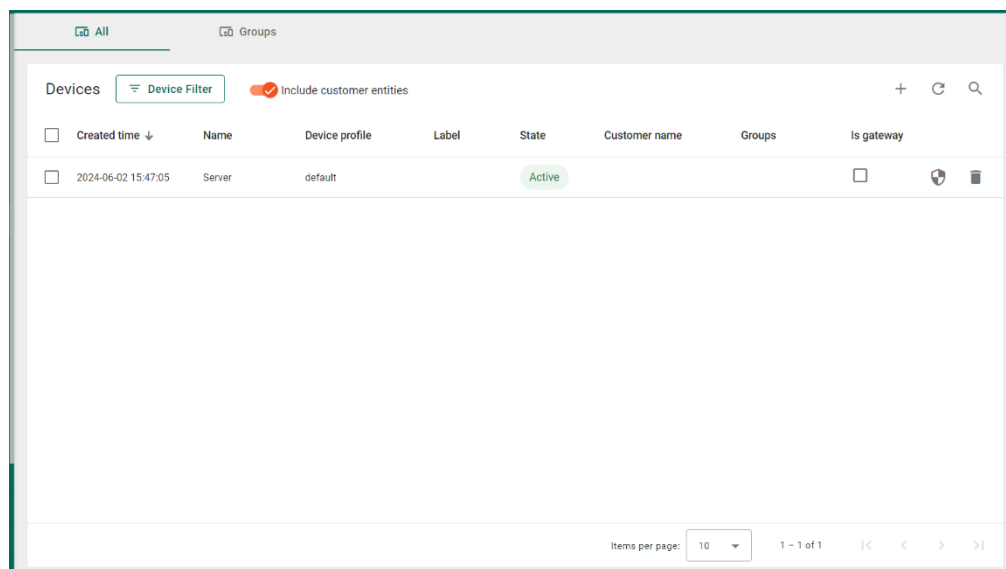 All Groups
Devices Device Filter Include customer entities
Created time Name Device profile Label State Customer name Groups Is gateway
2024-06-02 15:47:05 Server default Active
Items per page: 10 1 – 1 of 1